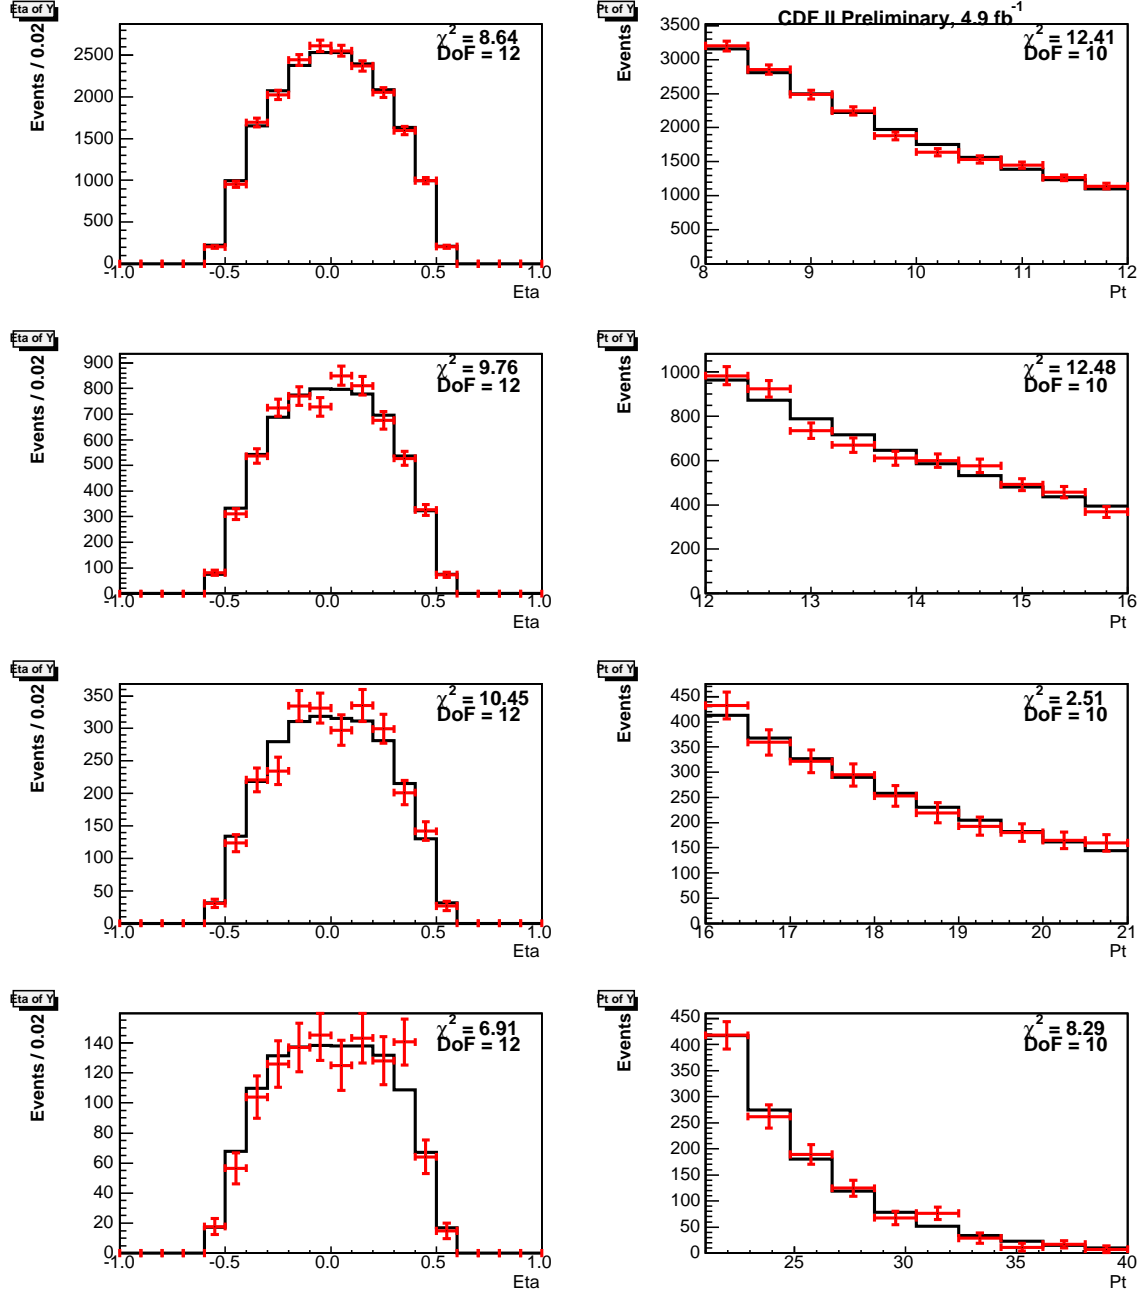 Eta of Y
Events / 0.02
χ² = 8.64
DoF = 12
2500
2000
1500
1000
500
0
-1.0 -0.5 0.0 0.5 1.0
Eta
Pt of Y
CDF II Preliminary, 4.9 fb⁻¹
Events
χ² = 12.41
DoF = 10
3500
3000
2500
2000
1500
1000
500
0
8 9 10 11 12
Pt
Eta of Y
Events / 0.02
χ² = 9.76
DoF = 12
900
800
700
600
500
400
300
200
100
0
-1.0 -0.5 0.0 0.5 1.0
Eta
Pt of Y
Events
χ² = 12.48
DoF = 10
1000
800
600
400
200
0
12 13 14 15 16
Pt
Eta of Y
Events / 0.02
χ² = 10.45
DoF = 12
350
300
250
200
150
100
50
0
-1.0 -0.5 0.0 0.5 1.0
Eta
Pt of Y
Events
χ² = 2.51
DoF = 10
450
400
350
300
250
200
150
100
50
0
16 17 18 19 20 21
Pt
Eta of Y
Events / 0.02
χ² = 6.91
DoF = 12
140
120
100
80
60
40
20
0
-1.0 -0.5 0.0 0.5 1.0
Eta
Pt of Y
Events
χ² = 8.29
DoF = 10
450
400
350
300
250
200
150
100
50
0
25 30 35 40
Pt